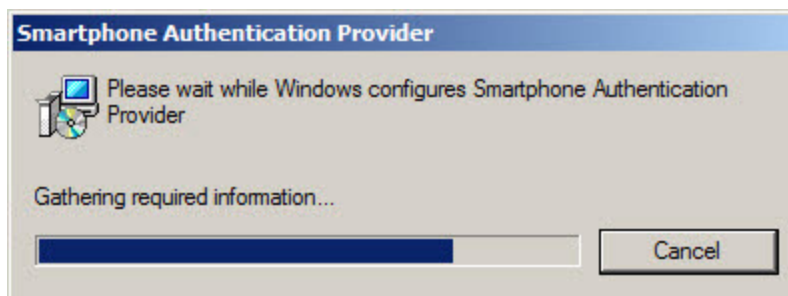 Smartphone Authentication Provider
Please wait while Windows configures Smartphone Authentication
Provider
Gathering required information...
Cancel